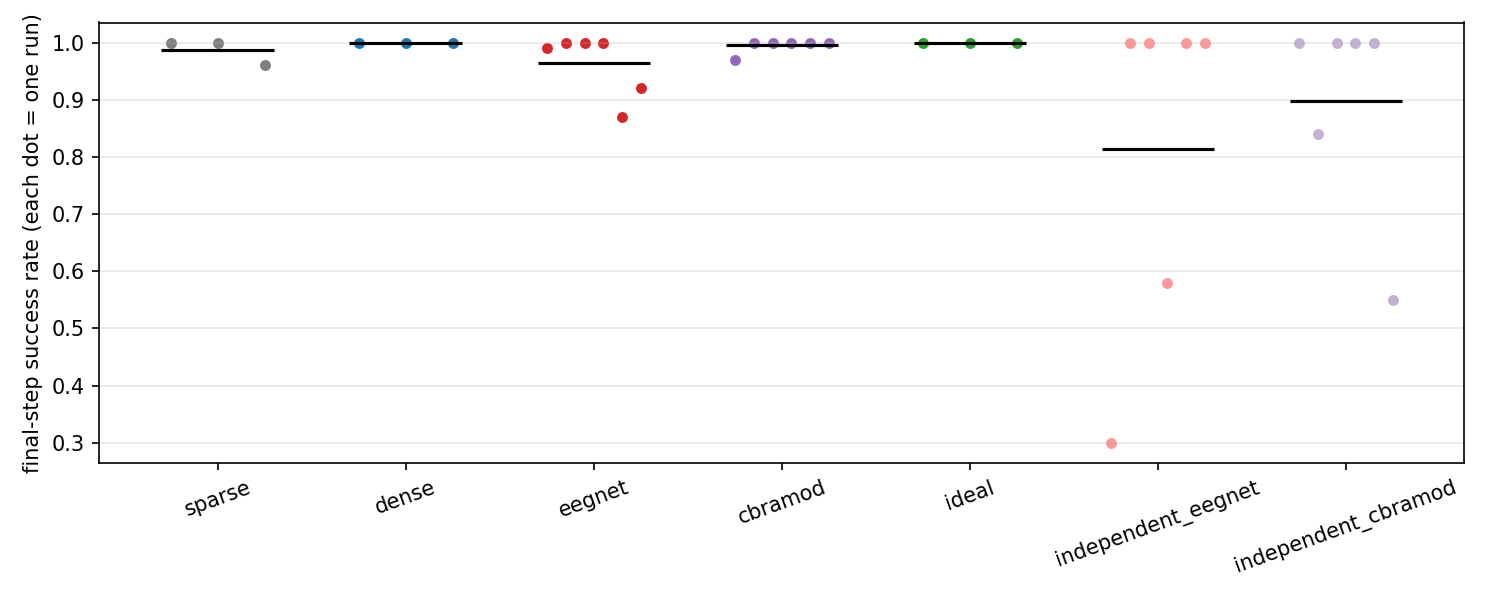 final-step success rate (each dot = one run)
1.0
0.9
0.8
0.7
0.6
0.5
0.4
0.3
sparse
dense
eegnet
cbramod
ideal
independent_eegnet
independent_cbramod